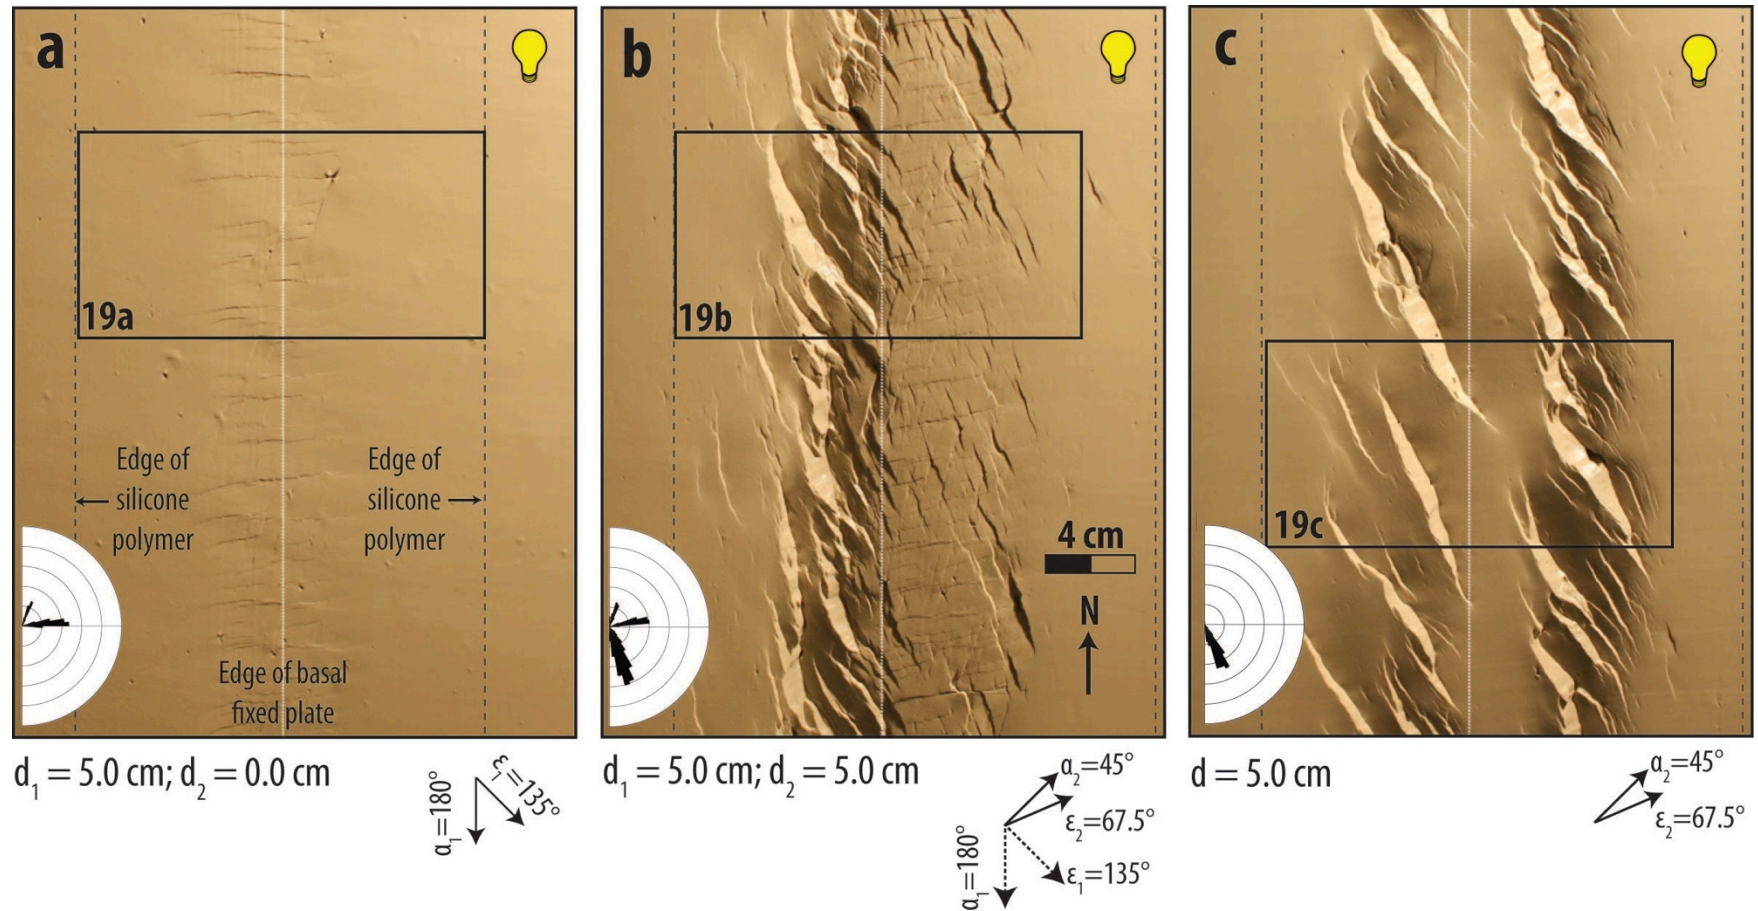 a
19a
Edge of
silicone
polymer
Edge of
silicone
polymer
Edge of basal
fixed plate
d₁ = 5.0 cm; d₂ = 0.0 cm
α₁=180°
ε₁=135°
b
19b
4 cm
N
d₁ = 5.0 cm; d₂ = 5.0 cm
α₂=45°
ε₂=67.5°
α₁=180°
ε₁=135°
c
19c
d = 5.0 cm
α₂=45°
ε₂=67.5°